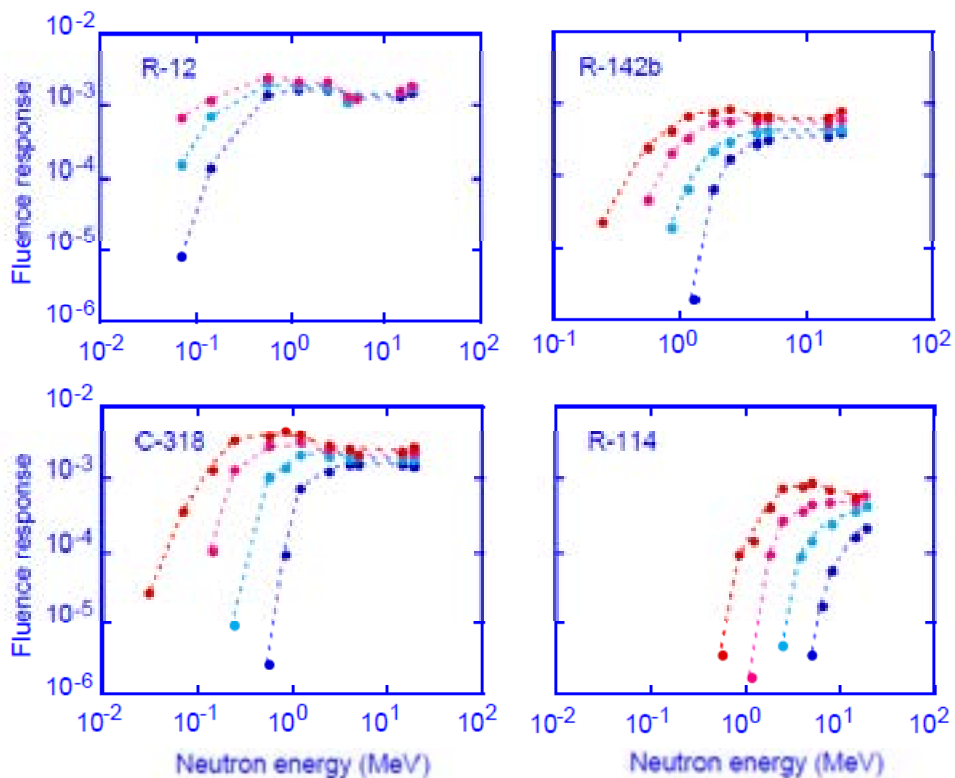 10⁻²
R-12
R-142b
10⁻³
Fluence response
10⁻⁴
10⁻⁵
10⁻⁶
10⁻² 10⁻¹ 10⁰ 10¹ 10²
10⁻¹ 10⁰ 10¹ 10²
10⁻²
C-318
R-114
10⁻³
Fluence response
10⁻⁴
10⁻⁵
10⁻⁶
10⁻² 10⁻¹ 10⁰ 10¹ 10²
10⁻² 10⁻¹ 10⁰ 10¹ 10²
Neutron energy (MeV)
Neutron energy (MeV)